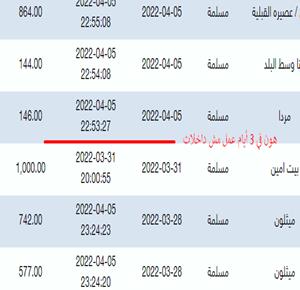 / عصيره القبلية مسلمة 2022-04-05 2022-04-05 22:55:08 864.00
نا وسط البلد مسلمة 2022-04-05 2022-04-05 22:54:08 144.00
مردا مسلمة 2022-04-05 2022-04-05 22:53:27 146.00
هون في 3 أيام عمل مش داخلات
بيت امين مسلمة 2022-03-31 2022-03-31 20:00:55 1,000.00
ميثلون مسلمة 2022-03-28 2022-04-05 23:24:23 742.00
ميثلون مسلمة 2022-03-28 2022-04-05 23:24:20 577.00